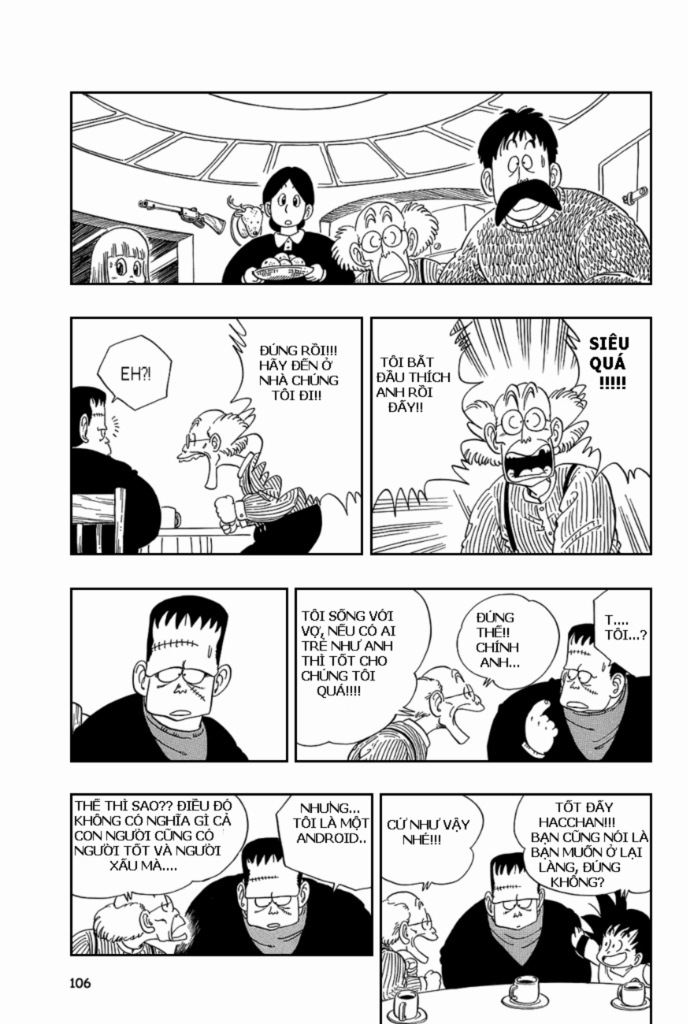 SIÊU
QUÁ
!!!!!
TÔI BẮT
ĐẦU THÍCH
ANH RỒI
ĐẤY!!
ĐÚNG RỒI!!!
HÃY ĐẾN Ở
NHÀ CHÚNG
TÔI ĐI!!
EH?!
T....
TÔI...?
ĐÚNG
THẾ!!
CHÍNH
ANH...
TÔI SỐNG VỚI
VỢ, NẾU CÓ AI
TRẺ NHƯ ANH
THÌ TỐT CHO
CHÚNG TÔI
QUÁ!!!!
TỐT ĐẤY
HACCHAN!!!
BẠN CŨNG NÓI LÀ
BẠN MUỐN Ở LẠI
LÀNG, ĐÚNG
KHÔNG?
CỨ NHƯ VẬY
NHÉ!!!
NHƯNG...
TÔI LÀ MỘT
ANDROID..
THẾ THÌ SAO?? ĐIỀU ĐÓ
KHÔNG CÓ NGHĨA GÌ CẢ
CON NGƯỜI CŨNG CÓ
NGƯỜI TỐT VÀ NGƯỜI
XẤU MÀ....
106